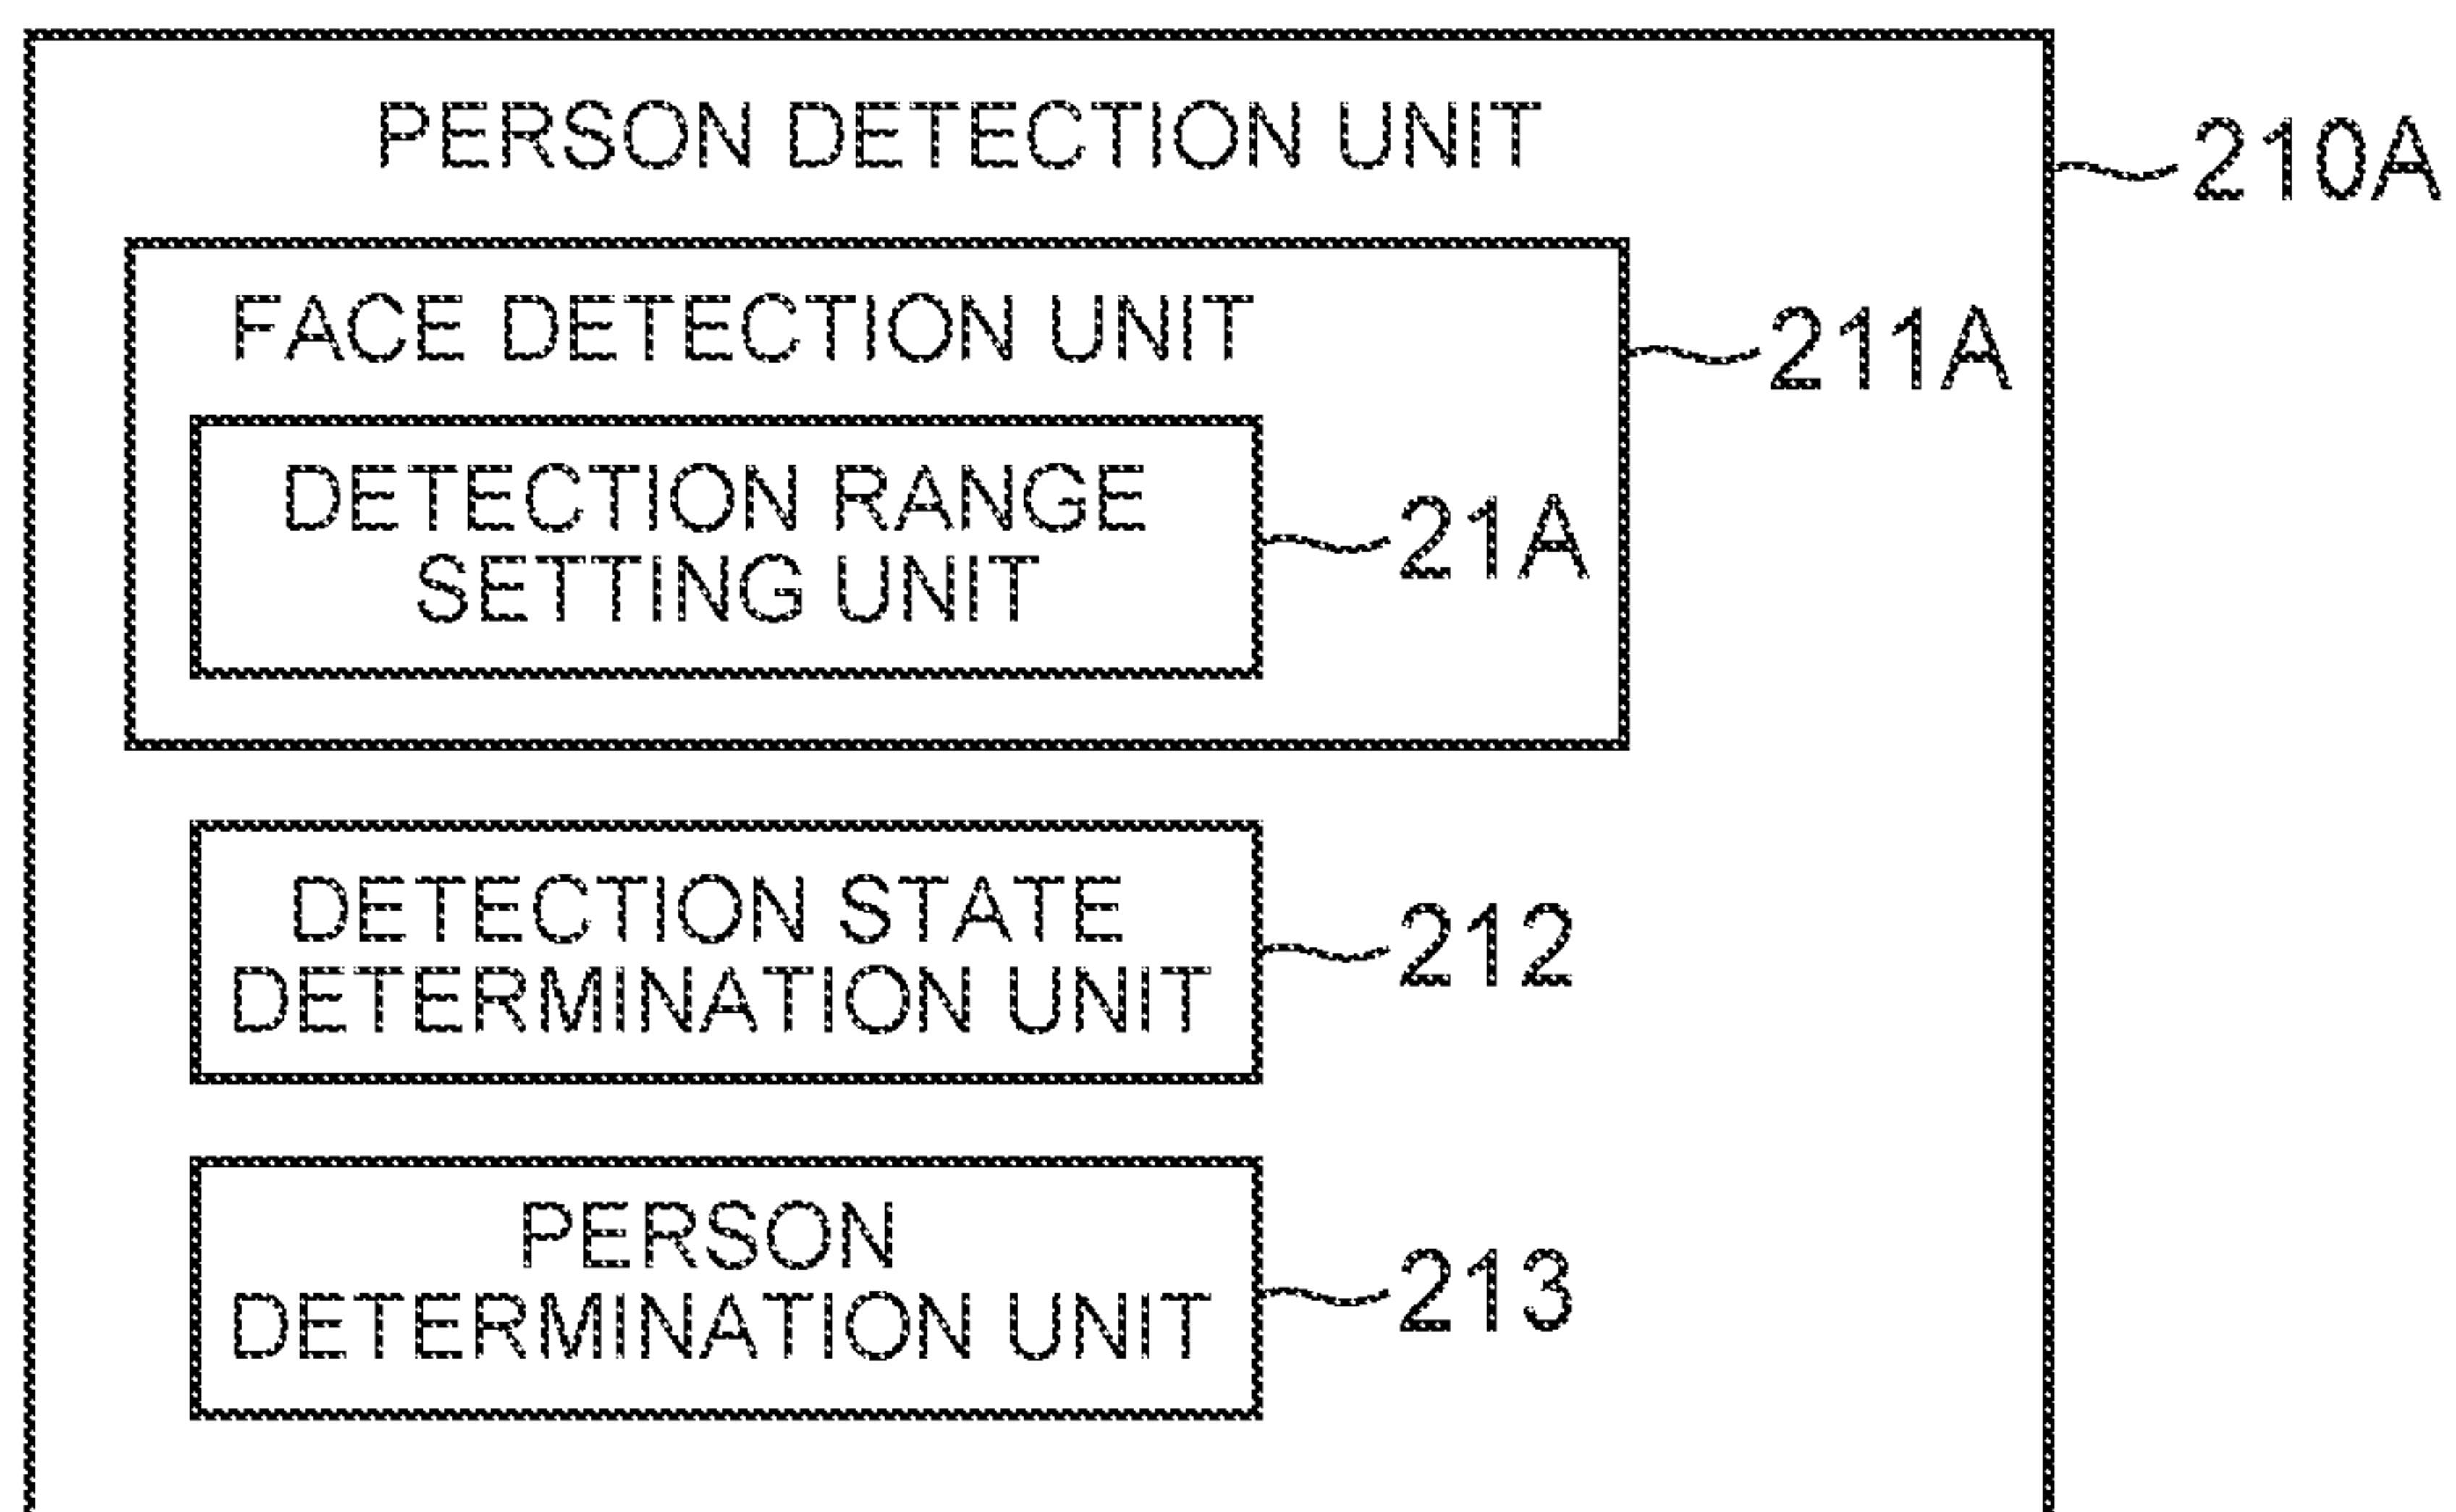 PERSON DETECTION UNIT
210A
FACE DETECTION UNIT
211A
DETECTION RANGE
SETTING UNIT
21A
DETECTION STATE
DETERMINATION UNIT
212
PERSON
DETERMINATION UNIT
213